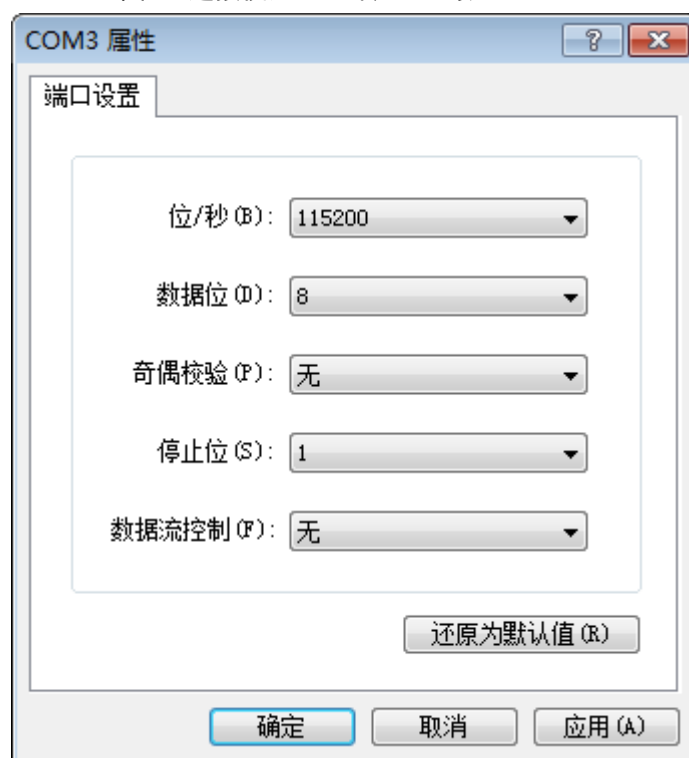 COM3 属性
端口设置
位/秒(B): 115200
数据位(D): 8
奇偶校验(P): 无
停止位(S): 1
数据流控制(F): 无
还原为默认值(R)
确定 取消 应用(A)